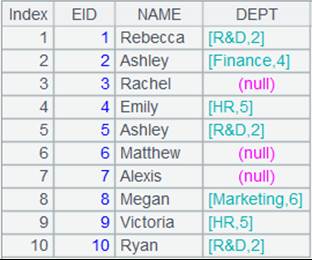 Index EID NAME DEPT
1 1 Rebecca [R&D,2]
2 2 Ashley [Finance,4]
3 3 Rachel (null)
4 4 Emily [HR,5]
5 5 Ashley [R&D,2]
6 6 Matthew (null)
7 7 Alexis (null)
8 8 Megan [Marketing,6]
9 9 Victoria [HR,5]
10 10 Ryan [R&D,2]